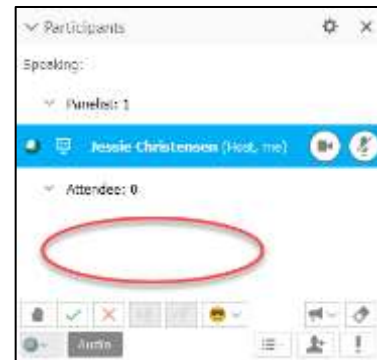 Participants
Speaking:
Panelist: 1
Jessie Christensen (Host, me)
Attendee: 0
Audio